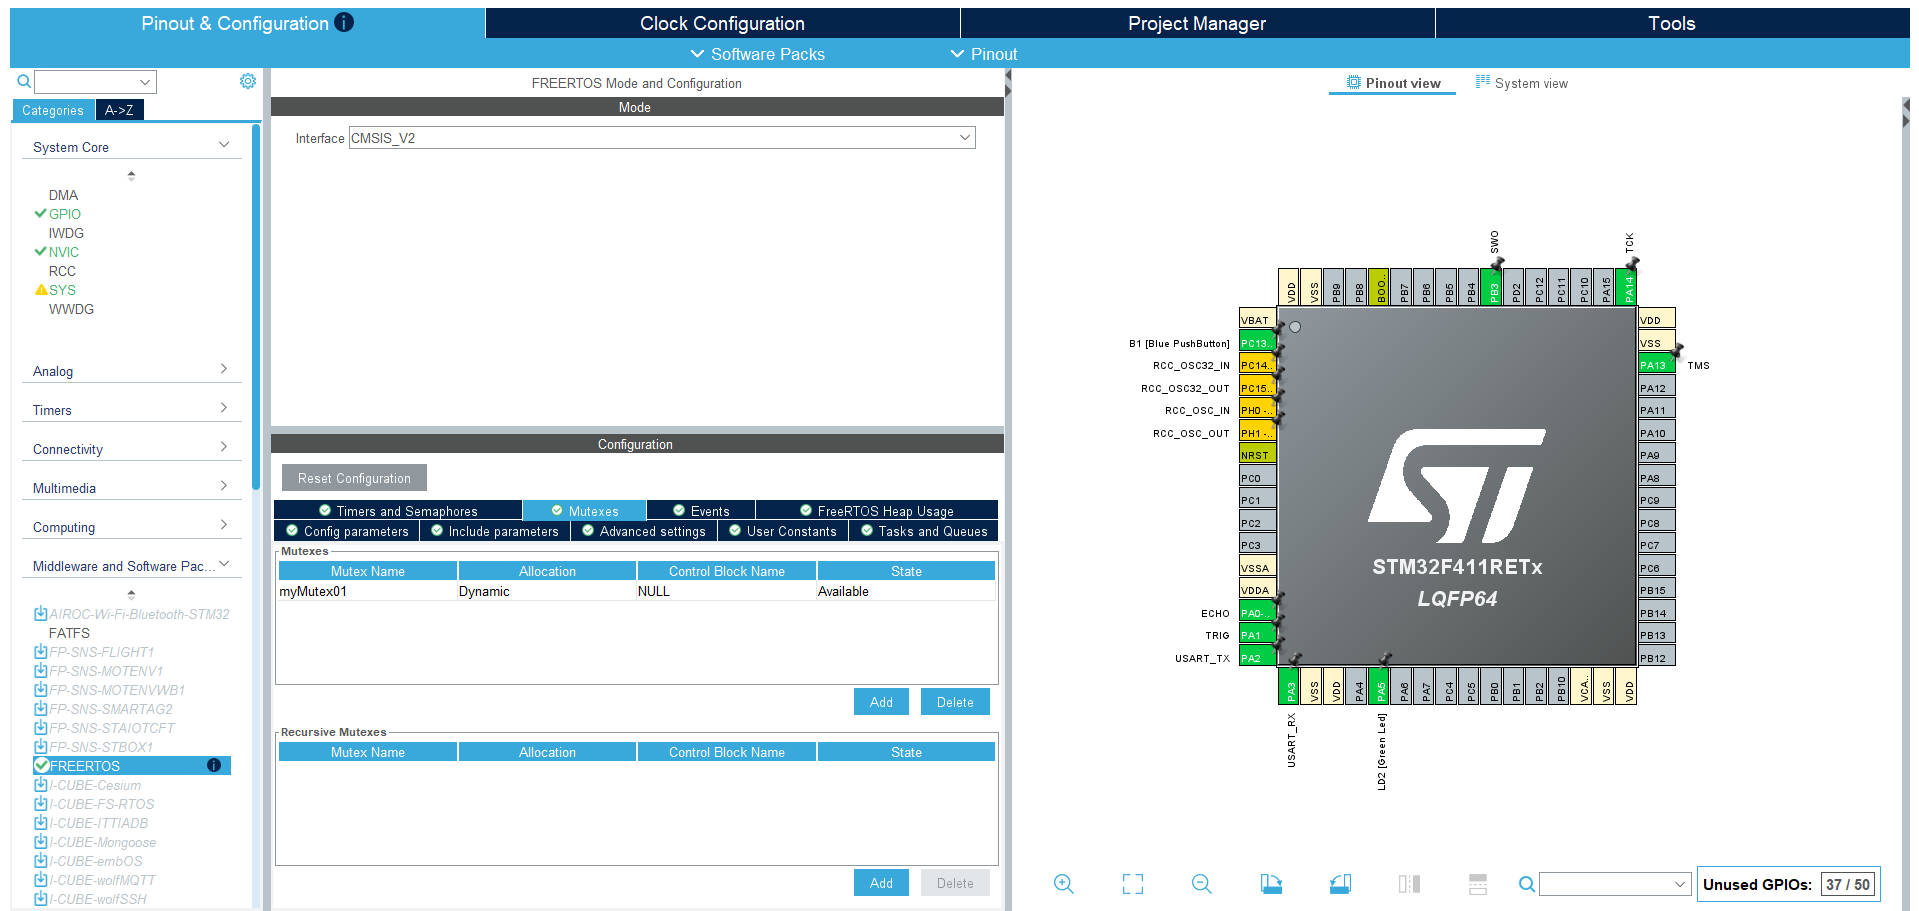 Pinout & Configuration
Clock Configuration
Project Manager
Tools
Software Packs
Pinout
Categories
A->Z
System Core
DMA
GPIO
IWDG
NVIC
RCC
SYS
WWDG
Analog
Timers
Connectivity
Multimedia
Computing
Middleware and Software Pac...
AIROC-Wi-Fi-Bluetooth-STM32
FATFS
FP-SNS-FLIGHT1
FP-SNS-MOTENV1
FP-SNS-MOTENVWB1
FP-SNS-SMARTAG2
FP-SNS-STAIOTCFT
FP-SNS-STBOX1
FREERTOS
I-CUBE-Cesium
I-CUBE-FS-RTOS
I-CUBE-ITTIADB
I-CUBE-Mongoose
I-CUBE-embOS
I-CUBE-wolfMQTT
I-CUBE-wolfSSH
FREERTOS Mode and Configuration
Mode
Interface CMSIS_V2
Configuration
Reset Configuration
Timers and Semaphores
Mutexes
Events
FreeRTOS Heap Usage
Config parameters
Include parameters
Advanced settings
User Constants
Tasks and Queues
Mutexes
Mutex Name Allocation Control Block Name State
myMutex01 Dynamic NULL Available
Add Delete
Recursive Mutexes
Mutex Name Allocation Control Block Name State
Add Delete
Pinout view
System view
SWO
TCK
VDD
VSS
PB9
PB8
BOO..
PB7
PB6
PB5
PB4
PB3
PD2
PC12
PC11
PC10
PA15
PA14
VBAT
B1 [Blue PushButton] PC13..
RCC_OSC32_IN PC14..
RCC_OSC32_OUT PC15..
RCC_OSC_IN PH0 -..
RCC_OSC_OUT PH1 -..
NRST
PC0
PC1
PC2
PC3
VSSA
VDDA
ECHO PA0-..
TRIG PA1
USART_TX PA2
STM32F411RETx
LQFP64
VDD
VSS
PA13 TMS
PA12
PA11
PA10
PA9
PA8
PC9
PC8
PC7
PC6
PB15
PB14
PB13
PB12
PA3
VSS
VDD
PA4
PA5
PA6
PA7
PC4
PC5
PB0
PB1
PB2
PB10
VCA..
VSS
VDD
USART_RX
LD2 [Green Led]
Unused GPIOs: 37 / 50